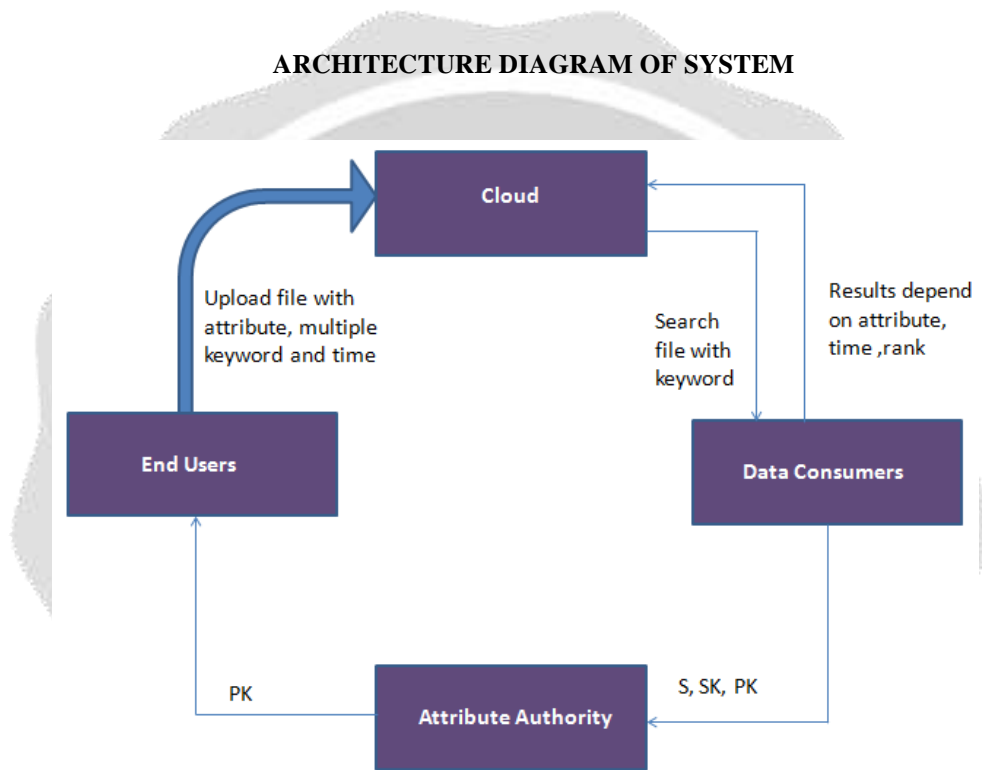 ARCHITECTURE DIAGRAM OF SYSTEM
Cloud
Upload file with
attribute, multiple
keyword and time
Search
file with
keyword
Results depend
on attribute,
time ,rank
End Users
Data Consumers
PK
S, SK, PK
Attribute Authority